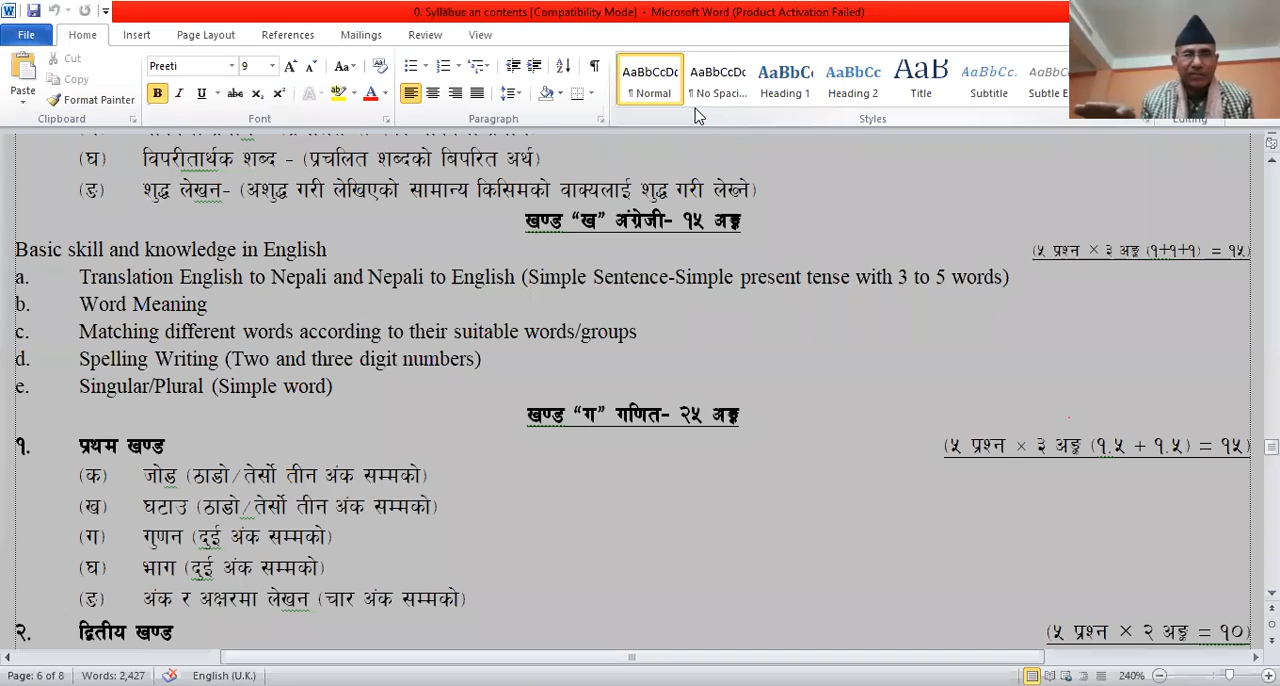 0. Syllabus an contents [Compatibility Mode] - Microsoft Word (Product Activation Failed)
File Home Insert Page Layout References Mailings Review View
Paste Cut Copy Format Painter
Preeti 9
AaBbCcDc AaBbCcDc AaBbC AaBbCc AaB AaBbCc. AaBbCc
¶ Normal ¶ No Spaci... Heading 1 Heading 2 Title Subtitle Subtle E
Clipboard Font Paragraph Styles Editing
(घ) विपरीतार्थक शब्द - (प्रचलित शब्दको बिपरित अर्थ)
(ङ) शुद्ध लेखन- (अशुद्ध गरी लेखिएको सामान्य किसिमको वाक्यलाई शुद्ध गरी लेख्ने)
खण्ड "ख" अंग्रेजी- १५ अङ्क
Basic skill and knowledge in English (५ प्रश्न × ३ अङ्क (१+१+१) = १५)
a. Translation English to Nepali and Nepali to English (Simple Sentence-Simple present tense with 3 to 5 words)
b. Word Meaning
c. Matching different words according to their suitable words/groups
d. Spelling Writing (Two and three digit numbers)
e. Singular/Plural (Simple word)
खण्ड "ग" गणित- २५ अङ्क
१. प्रथम खण्ड (५ प्रश्न × ३ अङ्क (१.५ + १.५) = १५)
(क) जोड (ठाडो/तेर्सो तीन अंक सम्मको)
(ख) घटाउ (ठाडो/तेर्सो तीन अंक सम्मको)
(ग) गुणन (दुई अंक सम्मको)
(घ) भाग (दुई अंक सम्मको)
(ङ) अंक र अक्षरमा लेखन (चार अंक सम्मको)
२. द्वितीय खण्ड (५ प्रश्न × २ अङ्क = १०)
Page: 6 of 8 Words: 2,427 English (U.K.) 240%